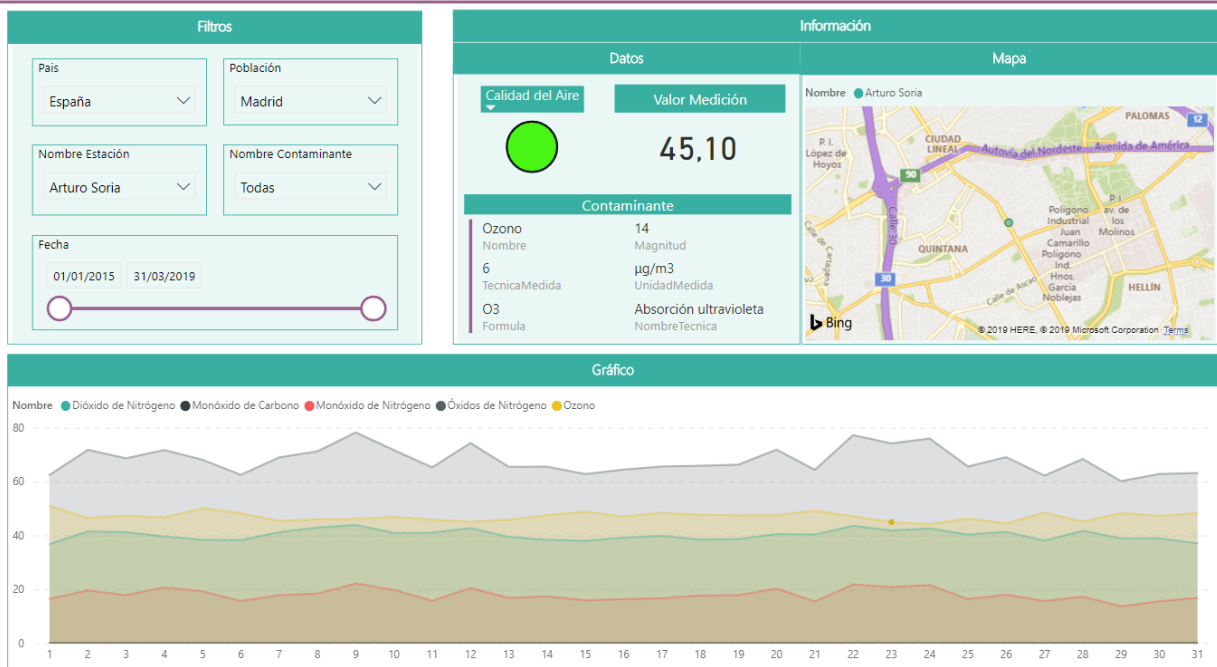 Filtros
Pais
España
Población
Madrid
Nombre Estación
Arturo Soria
Nombre Contaminante
Todas
Fecha
01/01/2015 31/03/2019
Información
Datos
Mapa
Calidad del Aire
Valor Medición
45,10
Contaminante
Ozono
Nombre
14
Magnitud
6
TecnicaMedida
µg/m3
UnidadMedida
O3
Formula
Absorción ultravioleta
NombreTecnica
Nombre Arturo Soria
PALOMAS
12
CIUDAD
LINEAL
P. I.
López de
Hoyos
Autovía del Nordeste
Avenida de América
90
Calle 30
Calle de Cartagena
QUINTANA
Polígono
Industrial
Juan
Camarillo
P. I.
av. de
los
Molinos
Polígono
Ind.
Hnos.
García
Noblejas
30
Calle de Ascao
HELLÍN
Bing
© 2019 HERE, © 2019 Microsoft Corporation Terms
Gráfico
Nombre Dióxido de Nitrógeno Monóxido de Carbono Monóxido de Nitrógeno Óxidos de Nitrógeno Ozono
80
60
40
20
0
1 2 3 4 5 6 7 8 9 10 11 12 13 14 15 16 17 18 19 20 21 22 23 24 25 26 27 28 29 30 31